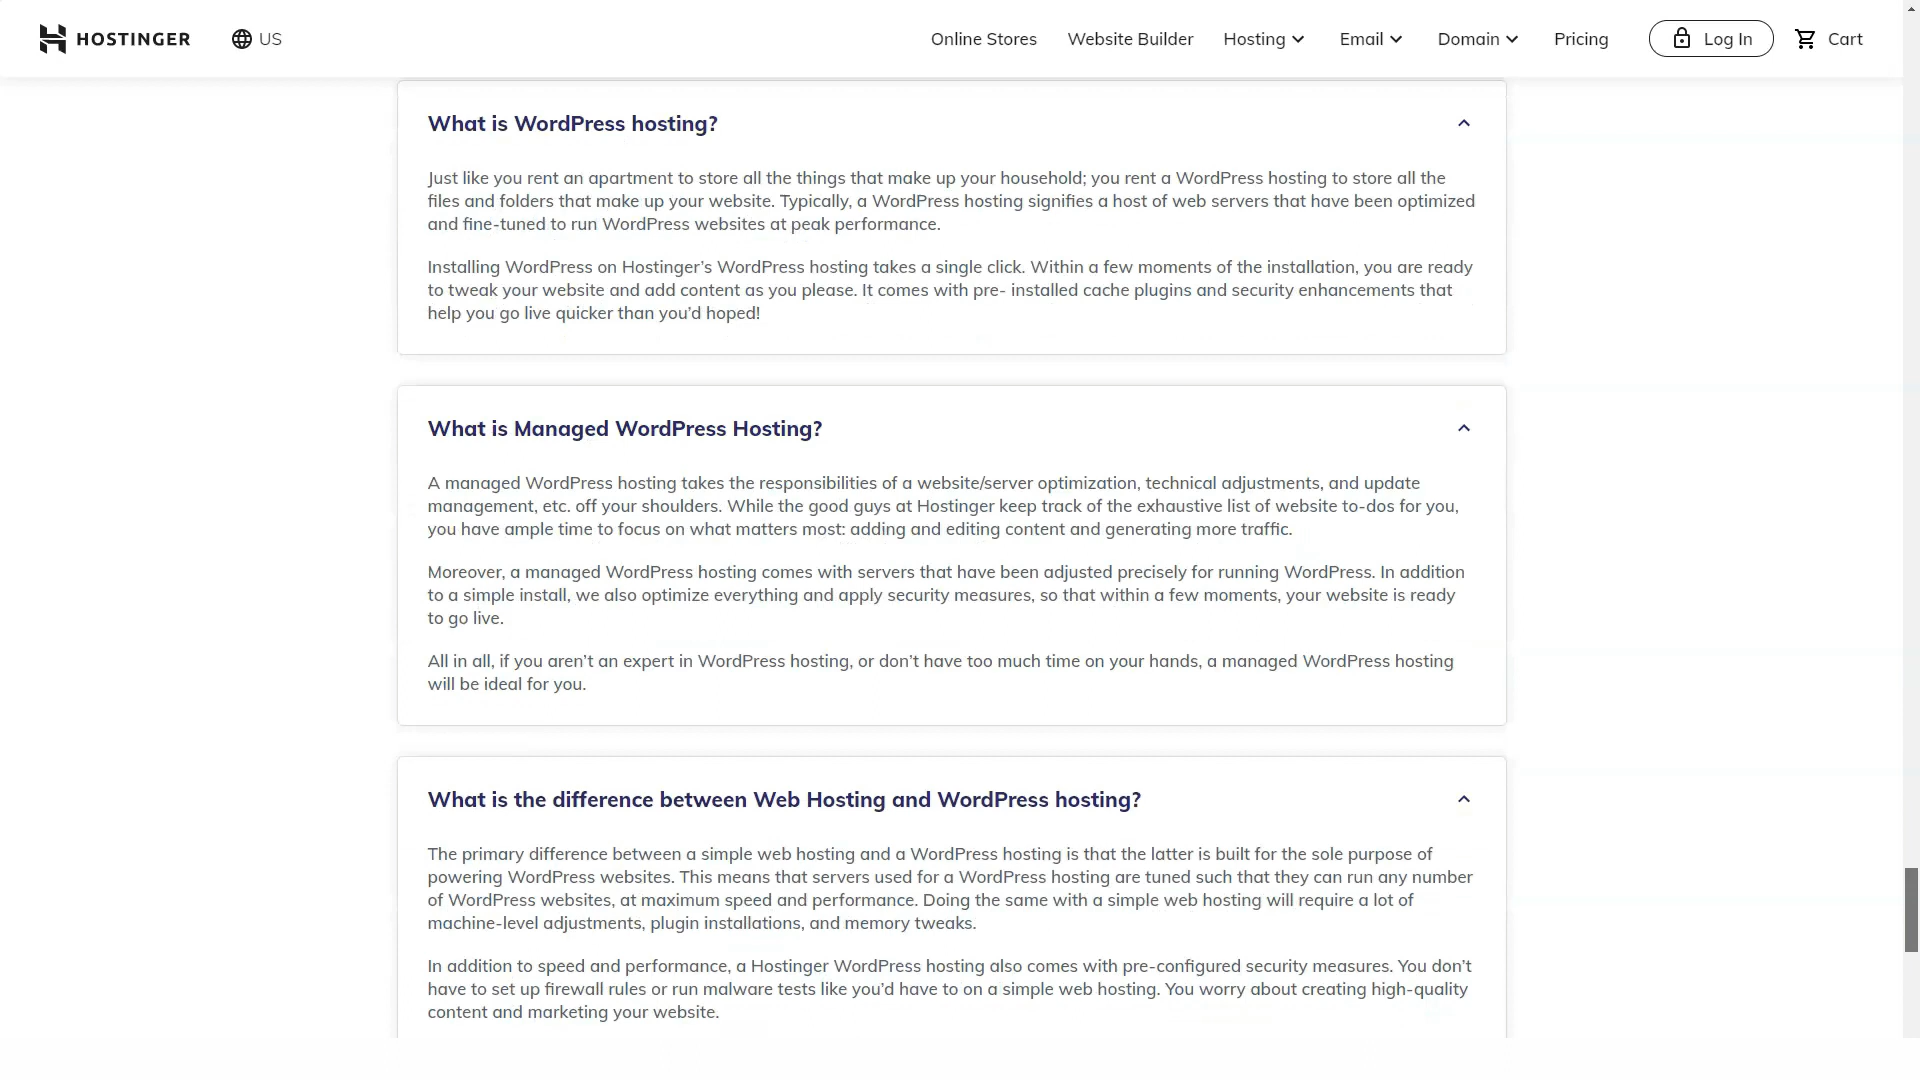 HOSTINGER
US
Online Stores
Website Builder
Hosting
Email
Domain
Pricing
Log In
Cart
What is WordPress hosting?
Just like you rent an apartment to store all the things that make up your household; you rent a WordPress hosting to store all the
files and folders that make up your website. Typically, a WordPress hosting signifies a host of web servers that have been optimized
and fine-tuned to run WordPress websites at peak performance.
Installing WordPress on Hostinger’s WordPress hosting takes a single click. Within a few moments of the installation, you are ready
to tweak your website and add content as you please. It comes with pre- installed cache plugins and security enhancements that
help you go live quicker than you’d hoped!
What is Managed WordPress Hosting?
A managed WordPress hosting takes the responsibilities of a website/server optimization, technical adjustments, and update
management, etc. off your shoulders. While the good guys at Hostinger keep track of the exhaustive list of website to-dos for you,
you have ample time to focus on what matters most: adding and editing content and generating more traffic.
Moreover, a managed WordPress hosting comes with servers that have been adjusted precisely for running WordPress. In addition
to a simple install, we also optimize everything and apply security measures, so that within a few moments, your website is ready
to go live.
All in all, if you aren’t an expert in WordPress hosting, or don’t have too much time on your hands, a managed WordPress hosting
will be ideal for you.
What is the difference between Web Hosting and WordPress hosting?
The primary difference between a simple web hosting and a WordPress hosting is that the latter is built for the sole purpose of
powering WordPress websites. This means that servers used for a WordPress hosting are tuned such that they can run any number
of WordPress websites, at maximum speed and performance. Doing the same with a simple web hosting will require a lot of
machine-level adjustments, plugin installations, and memory tweaks.
In addition to speed and performance, a Hostinger WordPress hosting also comes with pre-configured security measures. You don’t
have to set up firewall rules or run malware tests like you’d have to on a simple web hosting. You worry about creating high-quality
content and marketing your website.